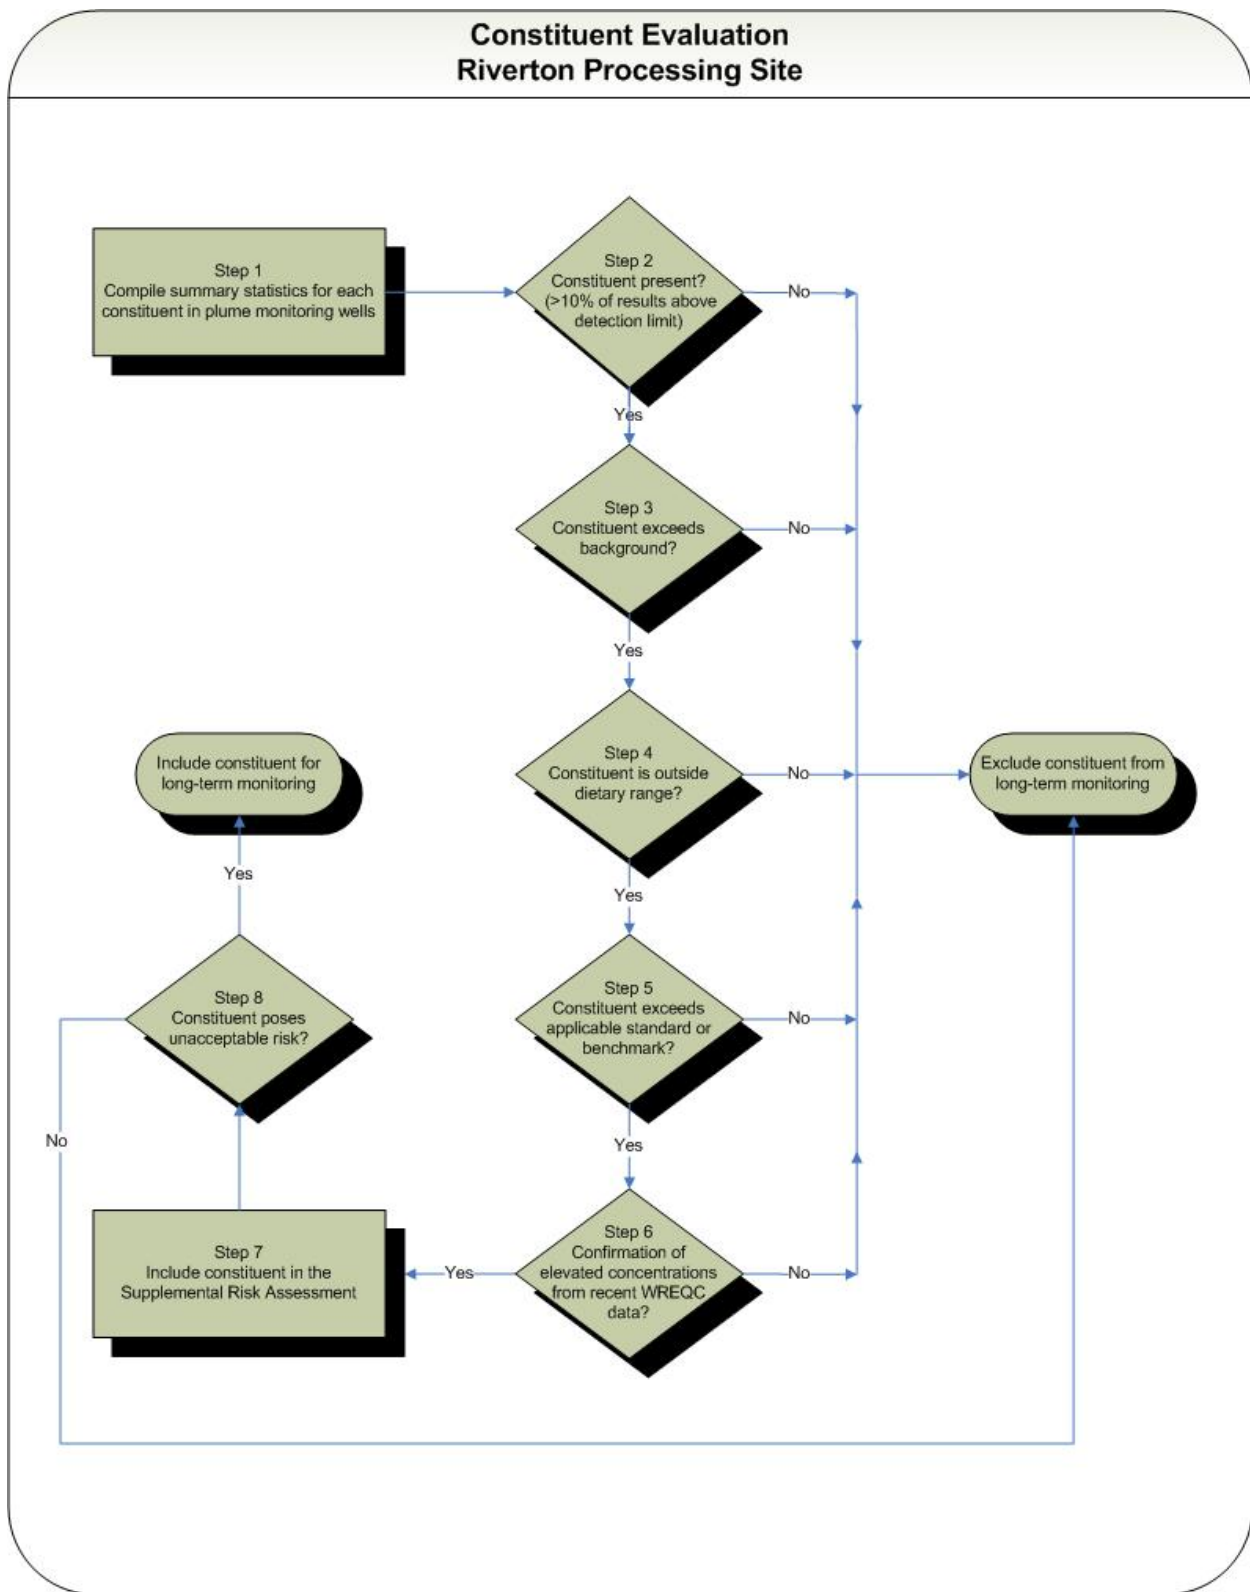 Constituent Evaluation
Riverton Processing Site
Step 1
Compile summary statistics for each
constituent in plume monitoring wells
Step 2
Constituent present?
(>10% of results above
detection limit)
No
Yes
Step 3
Constituent exceeds
background?
No
Yes
Step 4
Constituent is outside
dietary range?
No
Exclude constituent from
long-term monitoring
Include constituent for
long-term monitoring
Yes
Yes
Step 5
Constituent exceeds
applicable standard or
benchmark?
No
Step 8
Constituent poses
unacceptable risk?
No
Yes
Step 6
Confirmation of
elevated concentrations
from recent WREQC
data?
No
Yes
Step 7
Include constituent in the
Supplemental Risk Assessment